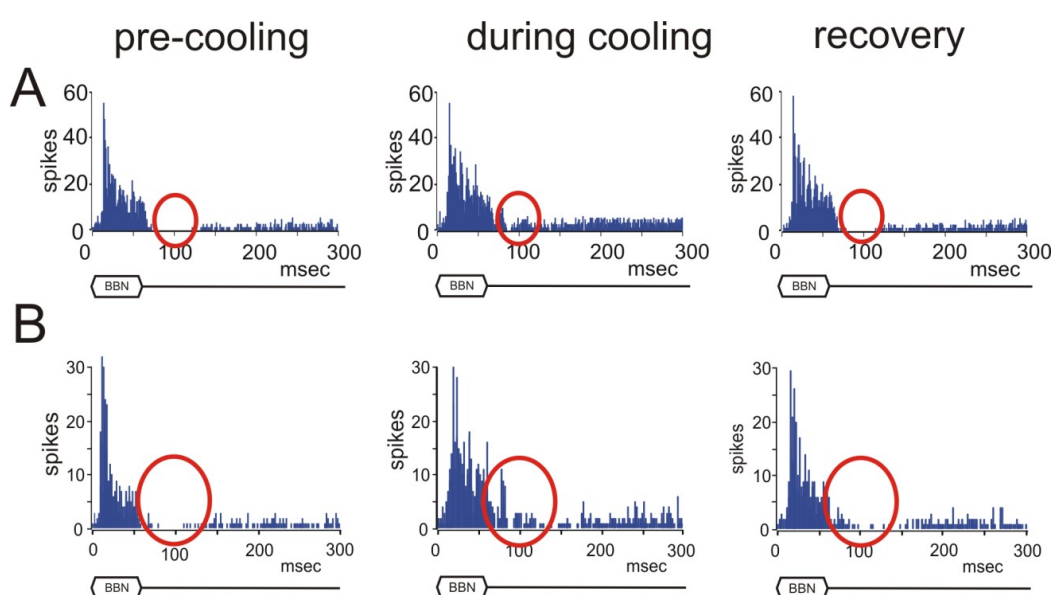 pre-cooling during cooling recovery
A
60 60 60
40 40 40
20 20 20
0 0 0
spikes spikes spikes
0 100 200 300 0 100 200 300 0 100 200 300
msec msec msec
BBN BBN BBN
B
30 30 30
20 20 20
10 10 10
0 0 0
spikes spikes spikes
0 100 200 300 0 100 200 300 0 100 200 300
msec msec msec
BBN BBN BBN